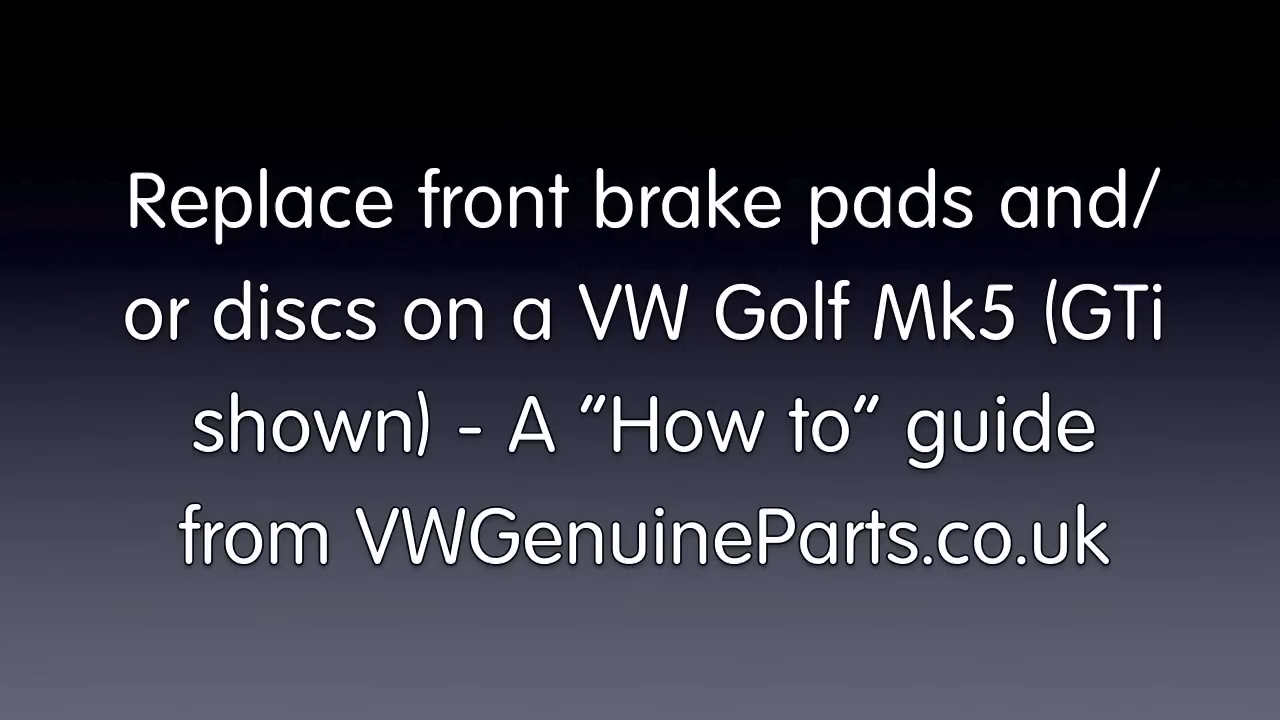 Replace front brake pads and/
or discs on a VW Golf Mk5 (GTi
shown) - A “How to” guide
from VWGenuineParts.co.uk